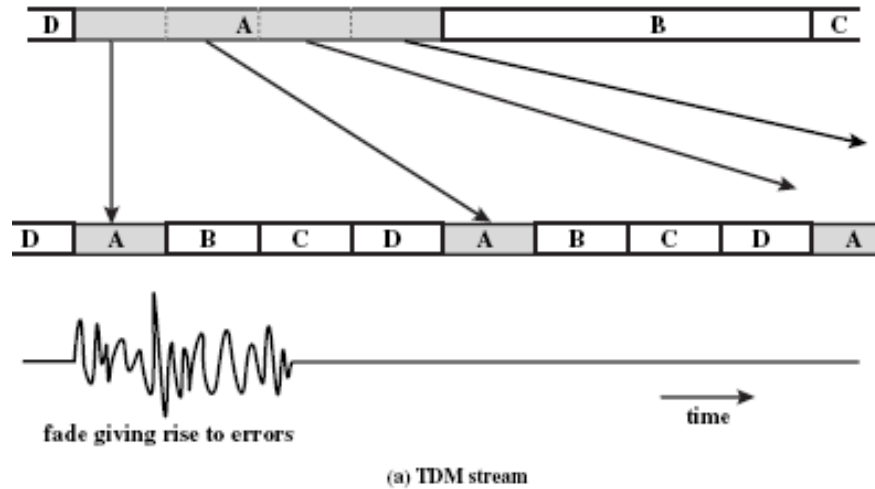 D A B C
D A B C D A B C D A
time
fade giving rise to errors
(a) TDM stream